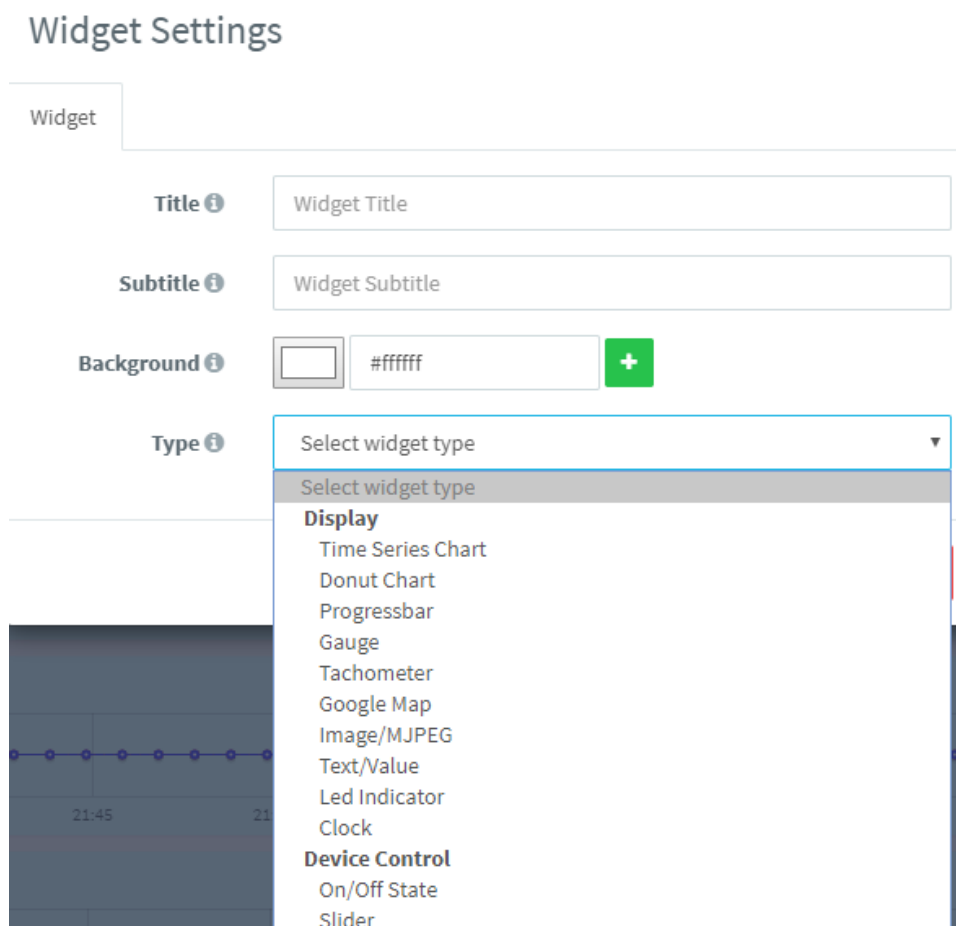 Widget Settings
Widget
Title
Widget Title
Subtitle
Widget Subtitle
Background
#ffffff
Type
Select widget type
Select widget type
Display
Time Series Chart
Donut Chart
Progressbar
Gauge
Tachometer
Google Map
Image/MJPEG
Text/Value
Led Indicator
Clock
Device Control
On/Off State
Slider
21:45
21